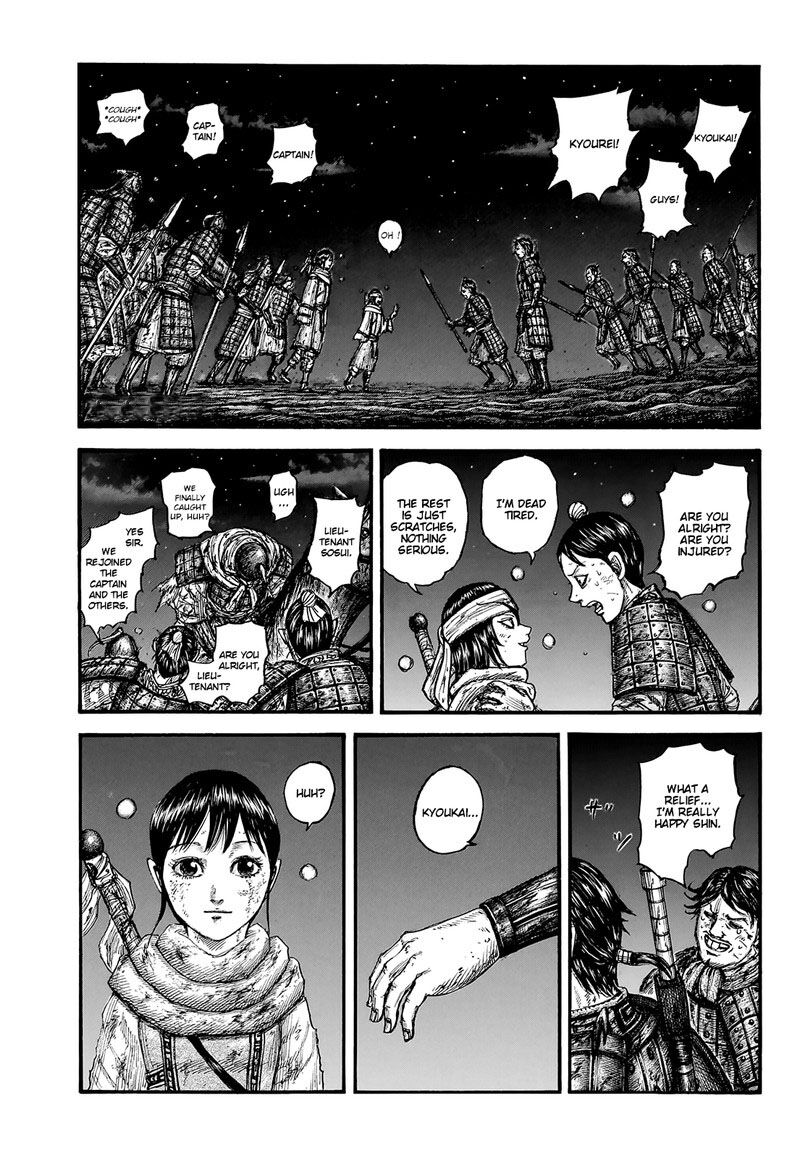 KYOUKAI!
GUYS!
KYOUREI!
OH !
CAPTAIN!
CAP-
TAIN!
*COUGH*
*COUGH*
ARE YOU
ALRIGHT?
ARE YOU
INJURED?
I'M DEAD
TIRED.
THE REST
IS JUST
SCRATCHES,
NOTHING
SERIOUS.
LIEU-
TENANT
SOSUI.
UGH
...
WE
FINALLY
CAUGHT
UP, HUH?
YES
SIR.
WE
REJOINED
THE
CAPTAIN
AND THE
OTHERS.
ARE YOU
ALRIGHT,
LIEU-
TENANT?
WHAT A
RELIEF...
I'M REALLY
HAPPY SHIN.
ザッ
KYOUKAI...
HUH?